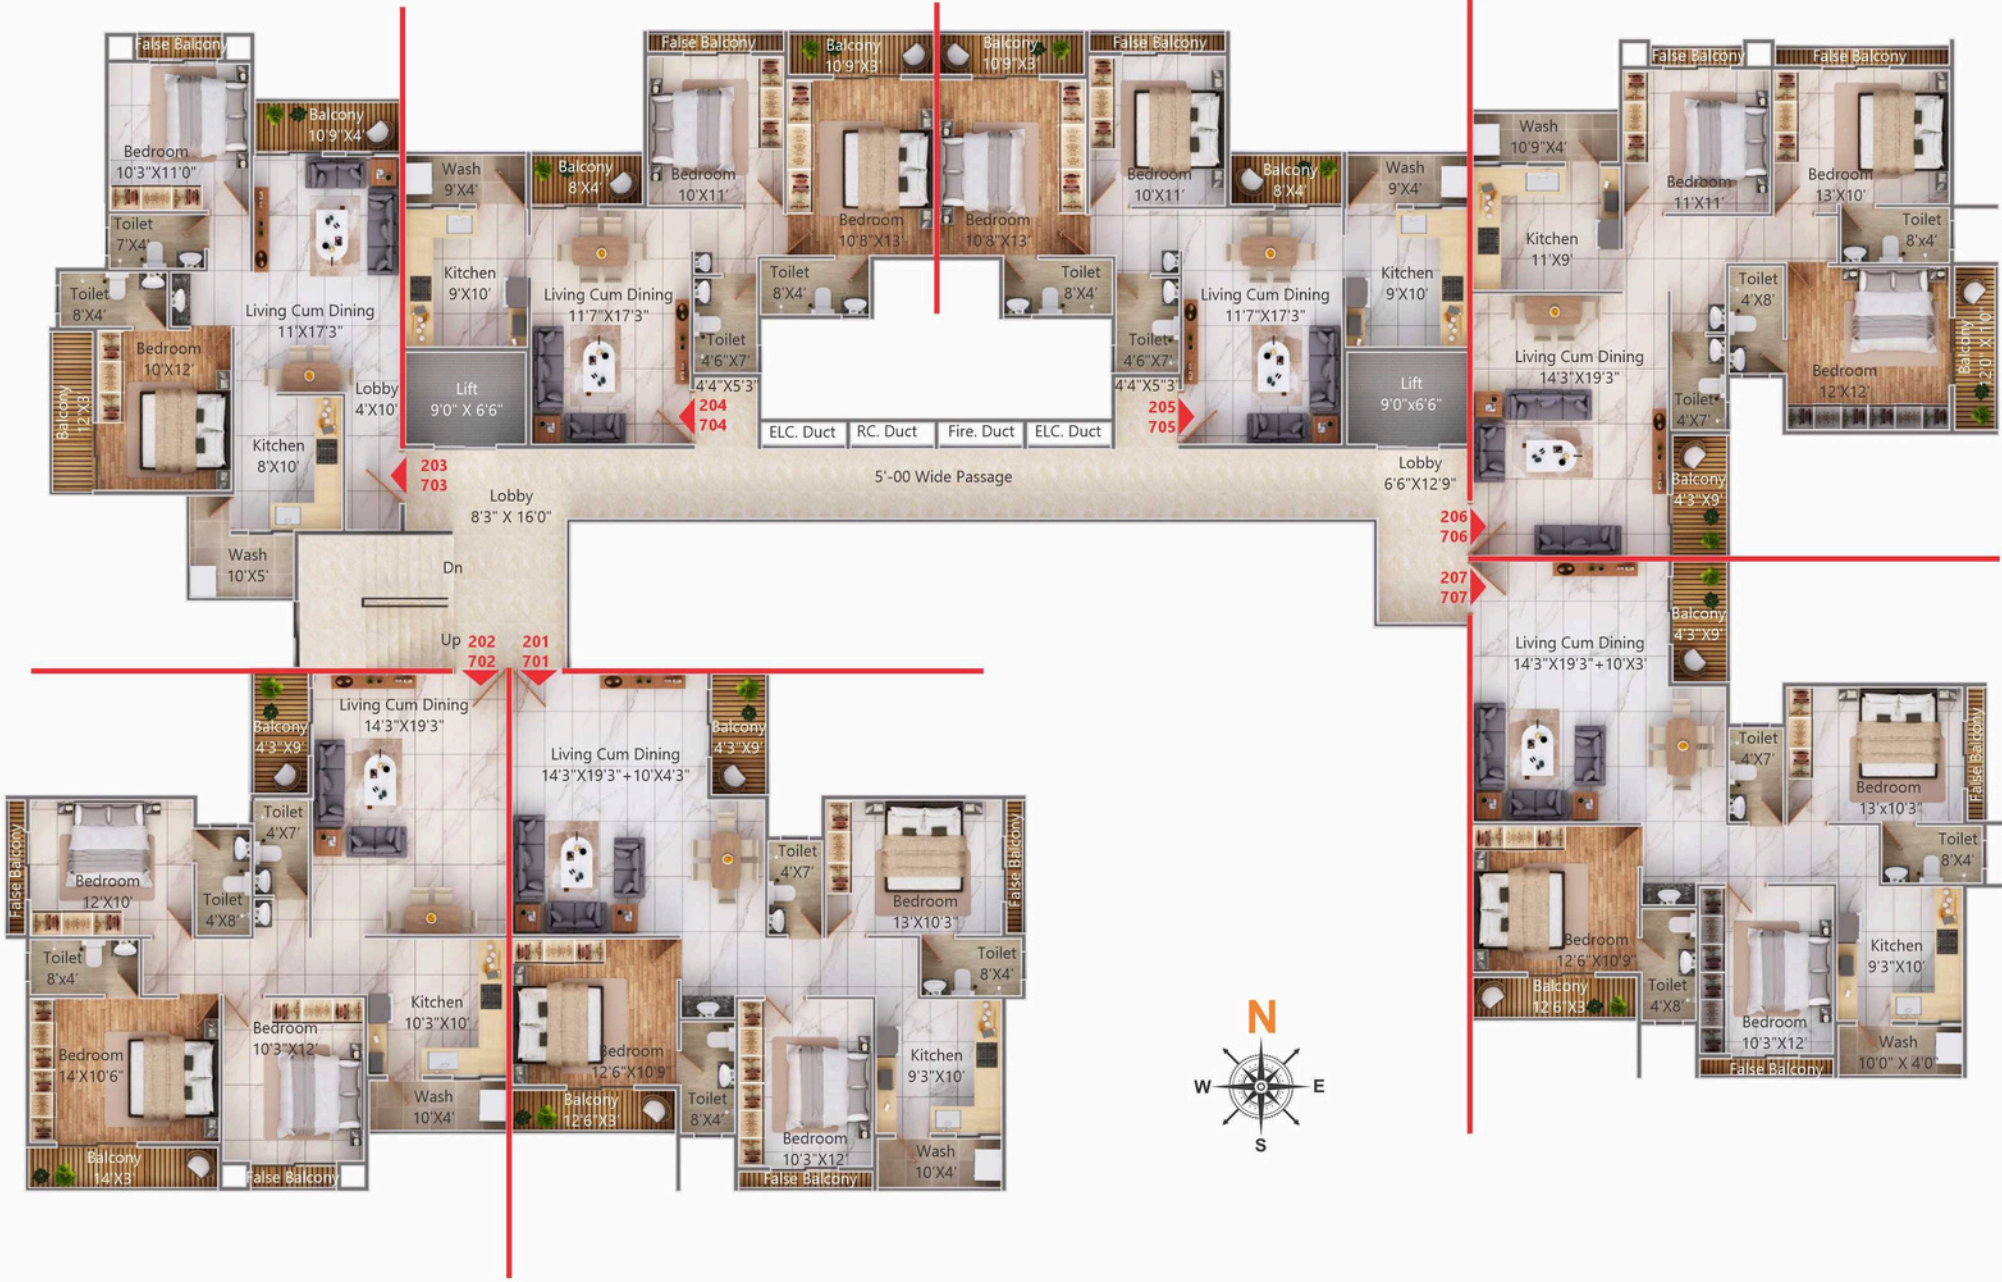 False Balcony
Balcony
10'9"X4'
Bedroom
10'3"X11'0"
Toilet
7'X4'
Toilet
8'X4'
Living Cum Dining
11'X17'3"
Bedroom
10'X12'
Balcony
12'X3'
Lobby
4'X10'
Kitchen
8'X10'
Wash
10'X5'
203
703
Wash
9'X4'
Balcony
8'X4'
Kitchen
9'X10'
Living Cum Dining
11'7"X17'3"
Lift
9'0" X 6'6"
False Balcony
Bedroom
10'X11'
Balcony
10'9"X3'
Bedroom
10'8"X13'
Toilet
8'X4'
Toilet
4'6"X7'
4'4"X5'3"
204
704
Balcony
10'9"X3'
False Balcony
Bedroom
10'8"X13'
Bedroom
10'X11'
Toilet
8'X4'
Toilet
4'6"X7'
4'4"X5'3"
205
705
Balcony
8'X4'
Wash
9'X4'
Living Cum Dining
11'7"X17'3"
Kitchen
9'X10'
Lift
9'0"x6'6"
ELC. Duct
RC. Duct
Fire. Duct
ELC. Duct
5'-00 Wide Passage
Lobby
8'3" X 16'0"
Lobby
6'6"X12'9"
Dn
Up
False Balcony
False Balcony
Wash
10'9"X4'
Bedroom
11'X11'
Bedroom
13'X10'
Kitchen
11'X9'
Toilet
8'x4'
Toilet
4'X8'
Living Cum Dining
14'3"X19'3"
Bedroom
12'X12'
Balcony
12'0" X 11'0"
Toilet
4'X7'
Balcony
4'3"X9'
206
706
207
707
Balcony
4'3"X9'
Living Cum Dining
14'3"X19'3"+10'X3'
Toilet
4'X7'
Bedroom
13'x10'3"
False Balcony
Toilet
8'X4'
Bedroom
12'6"X10'9"
Balcony
12'6"X3'
Toilet
4'X8'
Bedroom
10'3"X12'
Kitchen
9'3"X10'
False Balcony
Wash
10'0" X 4'0"
202
702
201
701
Living Cum Dining
14'3"X19'3"
Balcony
4'3"X9'
Toilet
4'X7'
False Balcony
Bedroom
12'X10'
Toilet
4'X8'
Toilet
8'x4'
Bedroom
14'X10'6"
Bedroom
10'3"X12'
Kitchen
10'3"X10'
Wash
10'X4'
Balcony
14'X3'
False Balcony
Living Cum Dining
14'3"X19'3"+10'X4'3"
Balcony
4'3"X9'
Toilet
4'X7'
Bedroom
13'X10'3"
False Balcony
Toilet
8'X4'
Bedroom
12'6"X10'9"
Balcony
12'6"X3'
Toilet
8'X4'
Bedroom
10'3"X12'
Kitchen
9'3"X10'
Wash
10'X4'
False Balcony
N
W
E
S